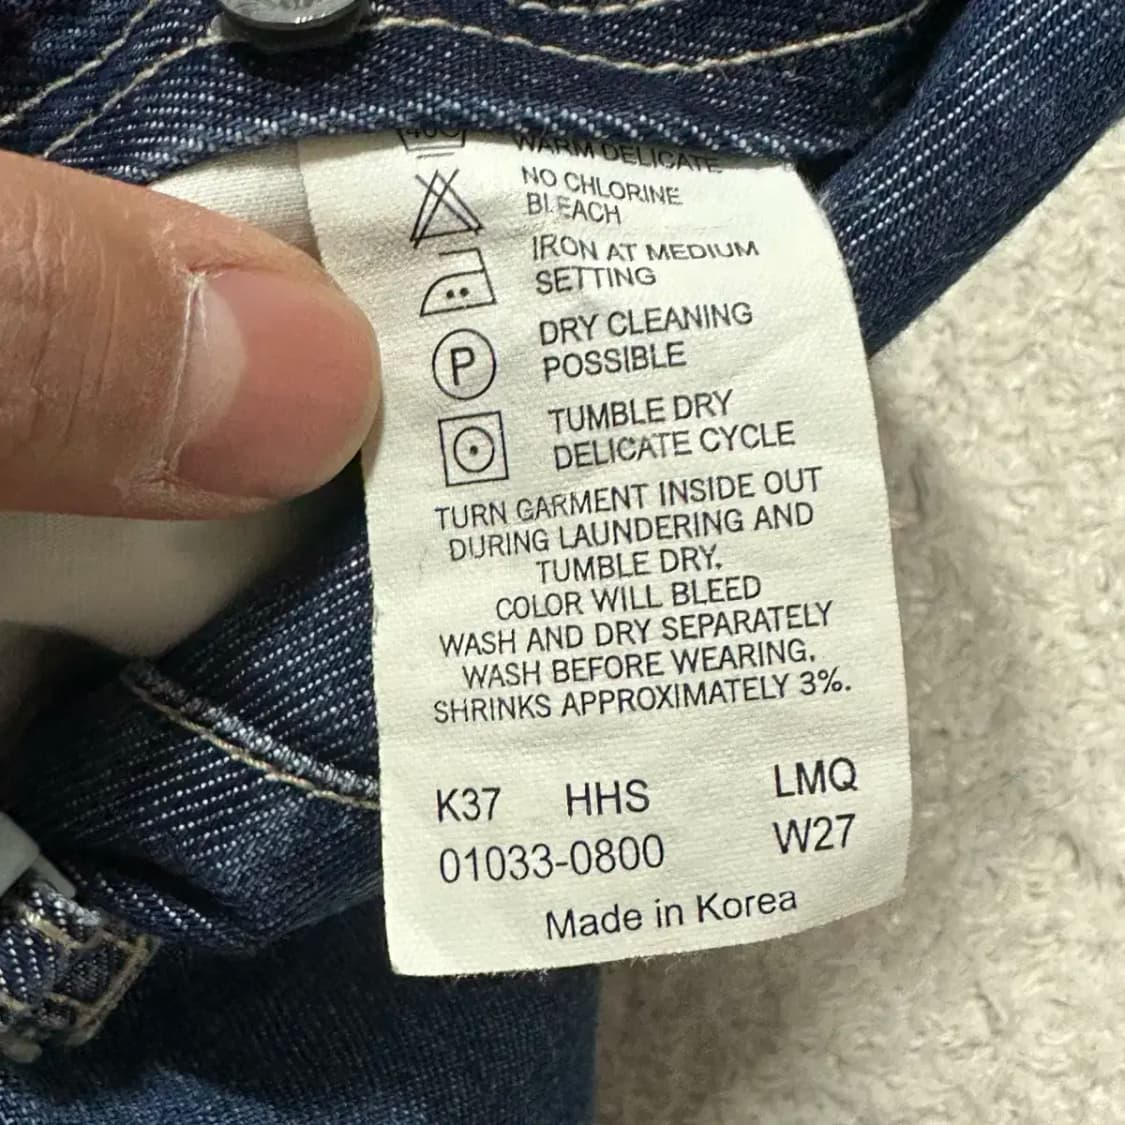 40C
WARM DELICATE
NO CHLORINE
BLEACH
IRON AT MEDIUM
SETTING
P
DRY CLEANING
POSSIBLE
TUMBLE DRY
DELICATE CYCLE
TURN GARMENT INSIDE OUT
DURING LAUNDERING AND
TUMBLE DRY.
COLOR WILL BLEED
WASH AND DRY SEPARATELY
WASH BEFORE WEARING.
SHRINKS APPROXIMATELY 3%.
K37 HHS LMQ
01033-0800 W27
Made in Korea